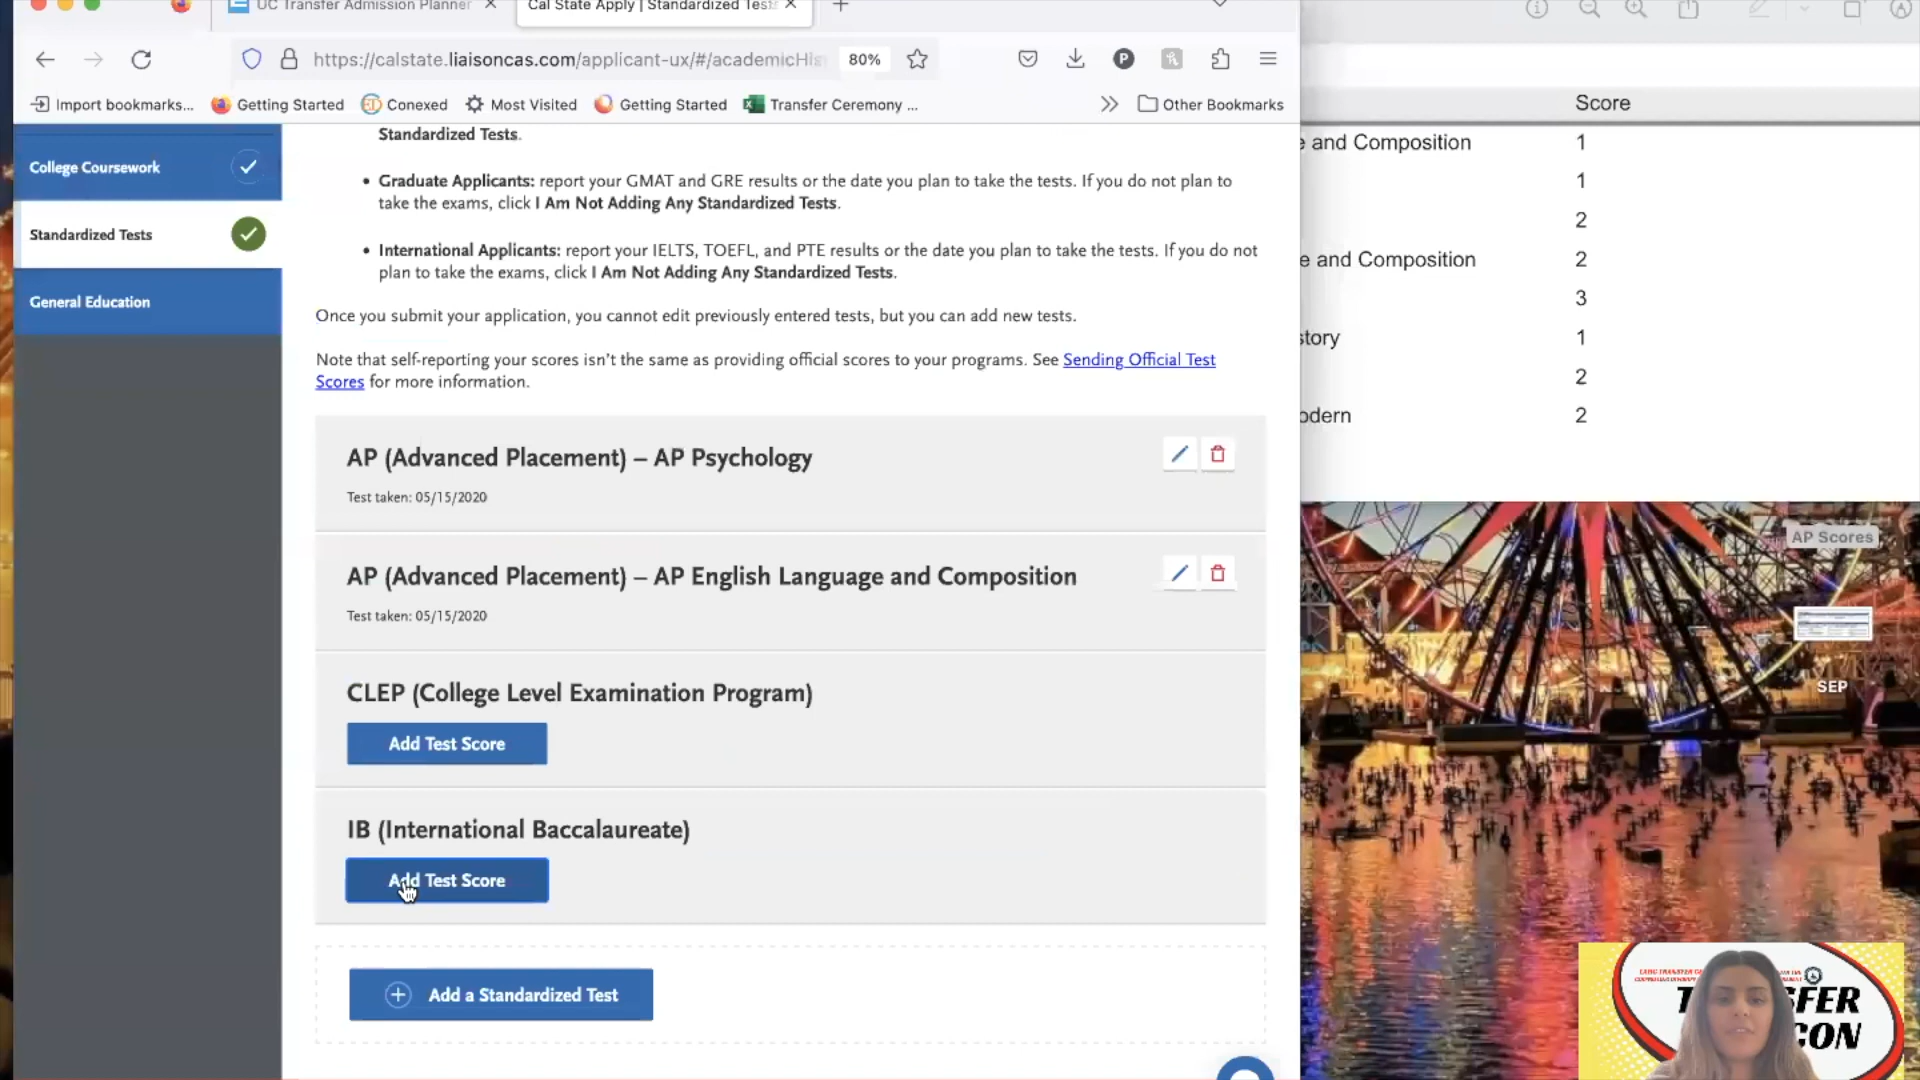 UC Transfer Admission Planner
Cal State Apply | Standardized Tests
https://calstate.liaisoncas.com/applicant-ux/#/academicHis
80%
Import bookmarks...
Getting Started
Conexed
Most Visited
Getting Started
Transfer Ceremony ...
Other Bookmarks
College Coursework
Standardized Tests
General Education
Standardized Tests.
• Graduate Applicants: report your GMAT and GRE results or the date you plan to take the tests. If you do not plan to
take the exams, click I Am Not Adding Any Standardized Tests.
• International Applicants: report your IELTS, TOEFL, and PTE results or the date you plan to take the tests. If you do not
plan to take the exams, click I Am Not Adding Any Standardized Tests.
Once you submit your application, you cannot edit previously entered tests, but you can add new tests.
Note that self-reporting your scores isn't the same as providing official scores to your programs. See Sending Official Test
Scores for more information.
AP (Advanced Placement) – AP Psychology
Test taken: 05/15/2020
AP (Advanced Placement) – AP English Language and Composition
Test taken: 05/15/2020
CLEP (College Level Examination Program)
Add Test Score
IB (International Baccalaureate)
Add Test Score
+ Add a Standardized Test
Score
e and Composition 1
1
2
e and Composition 2
3
story 1
2
odern 2
AP Scores
SEP